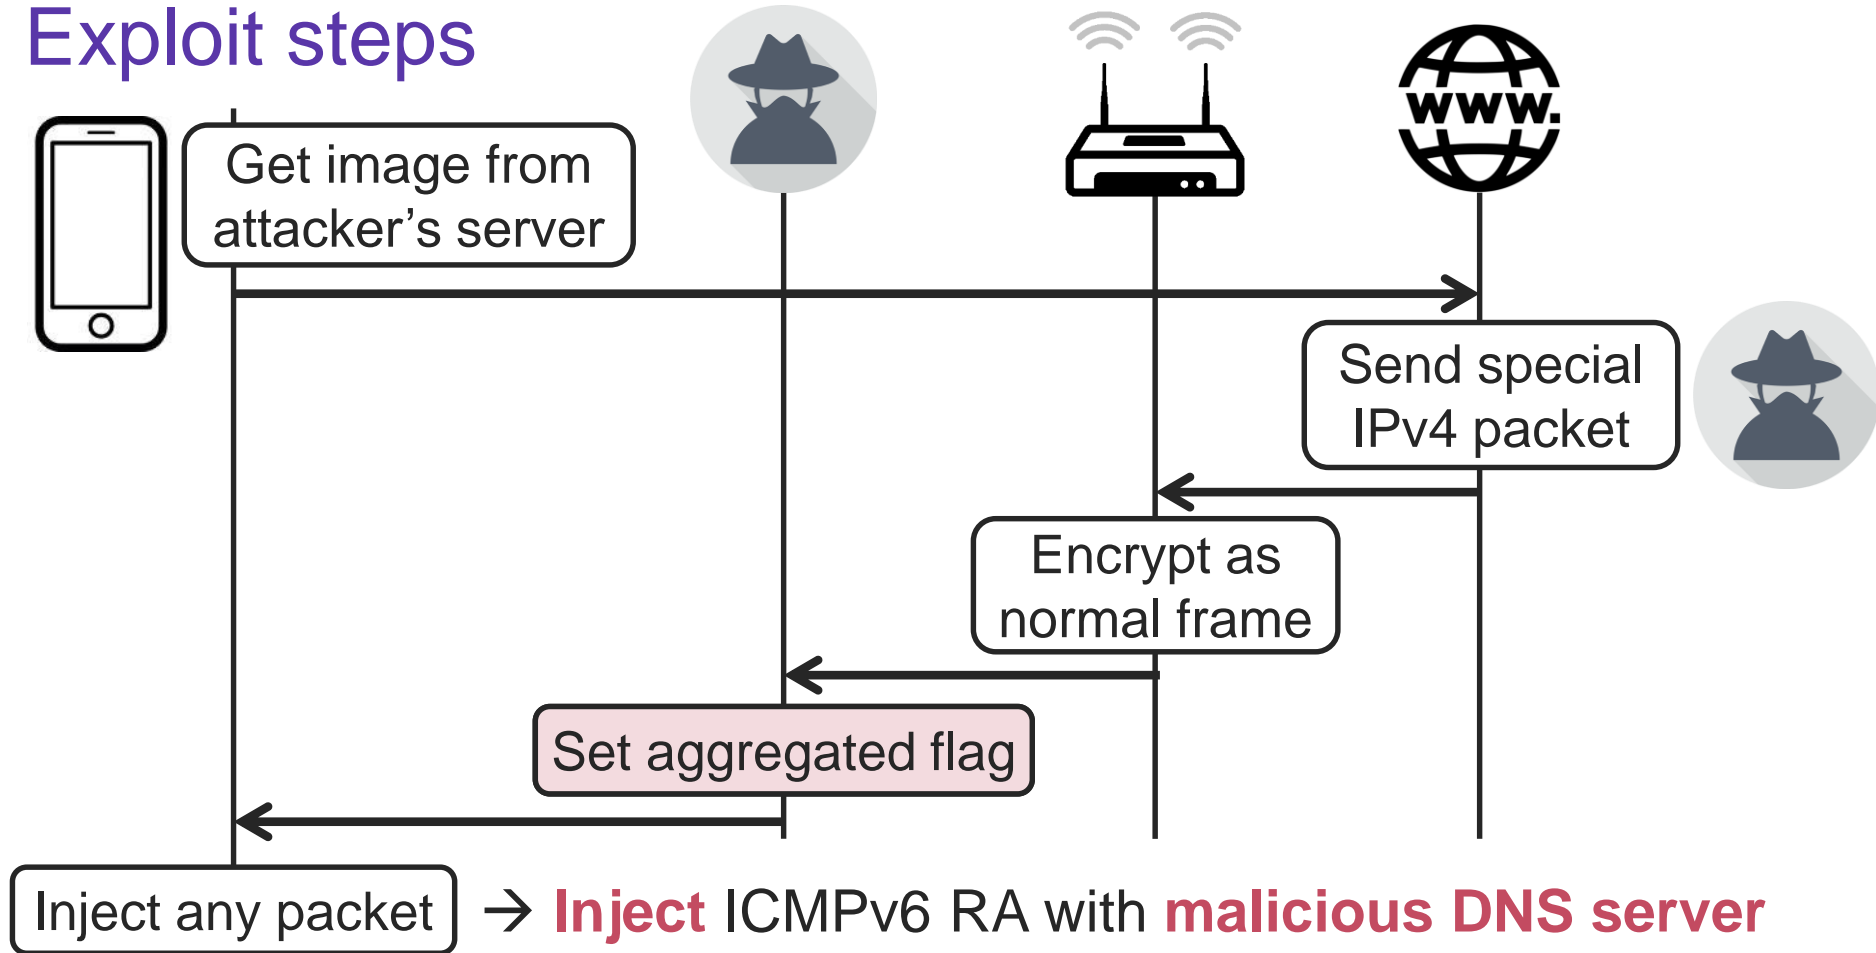 Exploit steps
WWW.
Get image from
attacker’s server
Send special
IPv4 packet
Encrypt as
normal frame
Set aggregated flag
Inject any packet → Inject ICMPv6 RA with malicious DNS server